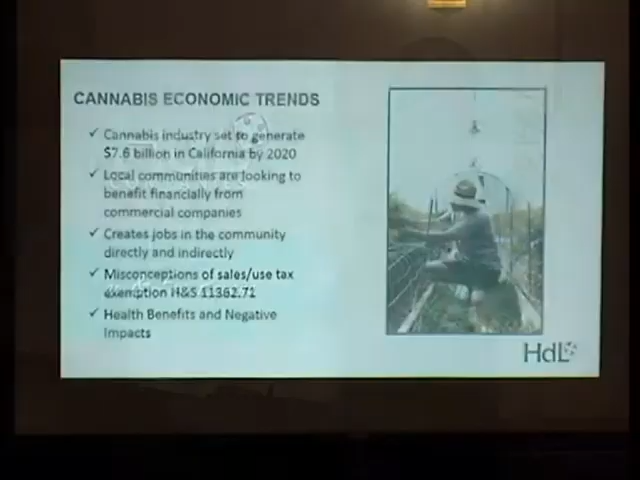 CANNABIS ECONOMIC TRENDS
✓ Cannabis industry set to generate
$7.6 billion in California by 2020
✓ Local communities are looking to
benefit financially from
commercial companies
✓ Creates jobs in the community
directly and indirectly
✓ Misconceptions of sales/use tax
exemption H&S 11362.71
✓ Health Benefits and Negative
Impacts
HdL